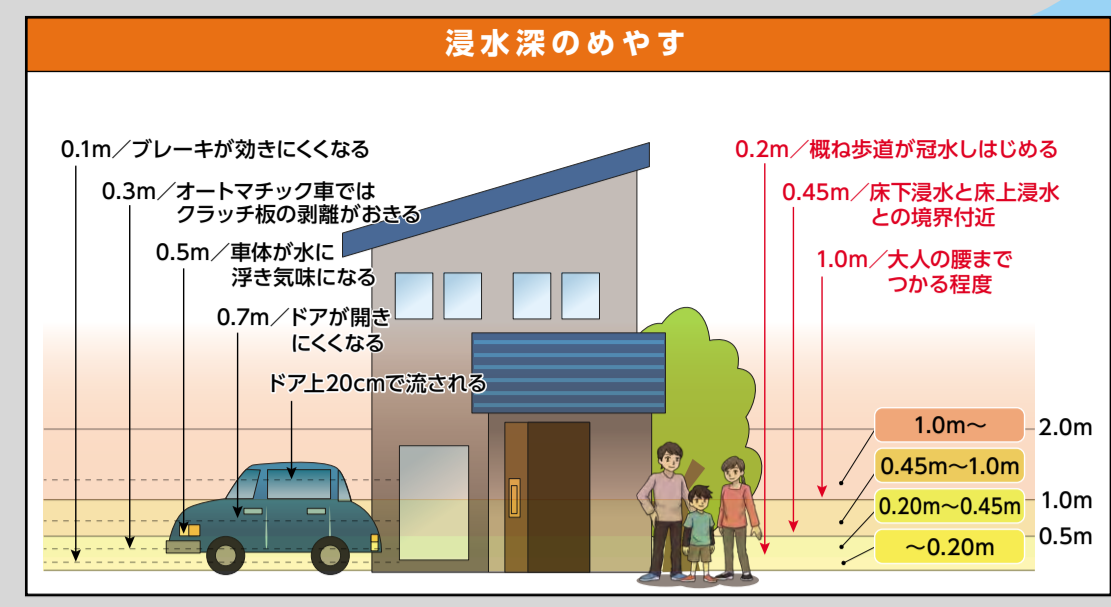 浸水深のめやす
0.1m／ブレーキが効きにくくなる
0.3m／オートマチック車では
クラッチ板の剥離がおきる
0.5m／車体が水に
浮き気味になる
0.7m／ドアが開き
にくくなる
ドア上20cmで流される
0.2m／概ね歩道が冠水しはじめる
0.45m／床下浸水と床上浸水
との境界付近
1.0m／大人の腰まで
つかる程度
1.0m～
2.0m
0.45m～1.0m
1.0m
0.20m～0.45m
0.5m
～0.20m